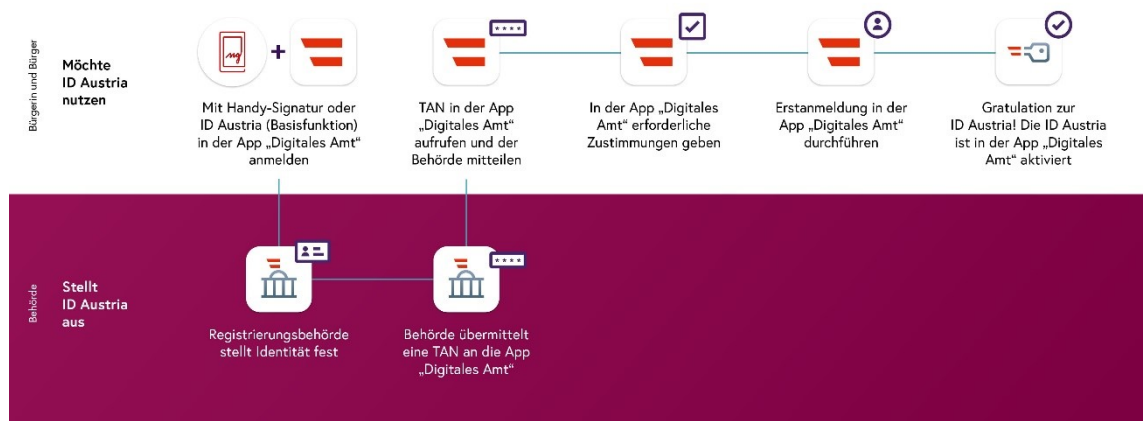 Bürgerin und Bürger
Möchte
ID Austria
nutzen
Mit Handy-Signatur oder
ID Austria (Basisfunktion)
in der App „Digitales Amt“
anmelden
****
TAN in der App
„Digitales Amt“
aufrufen und der
Behörde mitteilen
In der App „Digitales
Amt“ erforderliche
Zustimmungen geben
Erstanmeldung in der
App „Digitales Amt“
durchführen
Gratulation zur
ID Austria! Die ID Austria
ist in der App „Digitales
Amt“ aktiviert
Behörde
Stellt
ID Austria
aus
Registrierungsbehörde
stellt Identität fest
****
Behörde übermittelt
eine TAN an die App
„Digitales Amt“